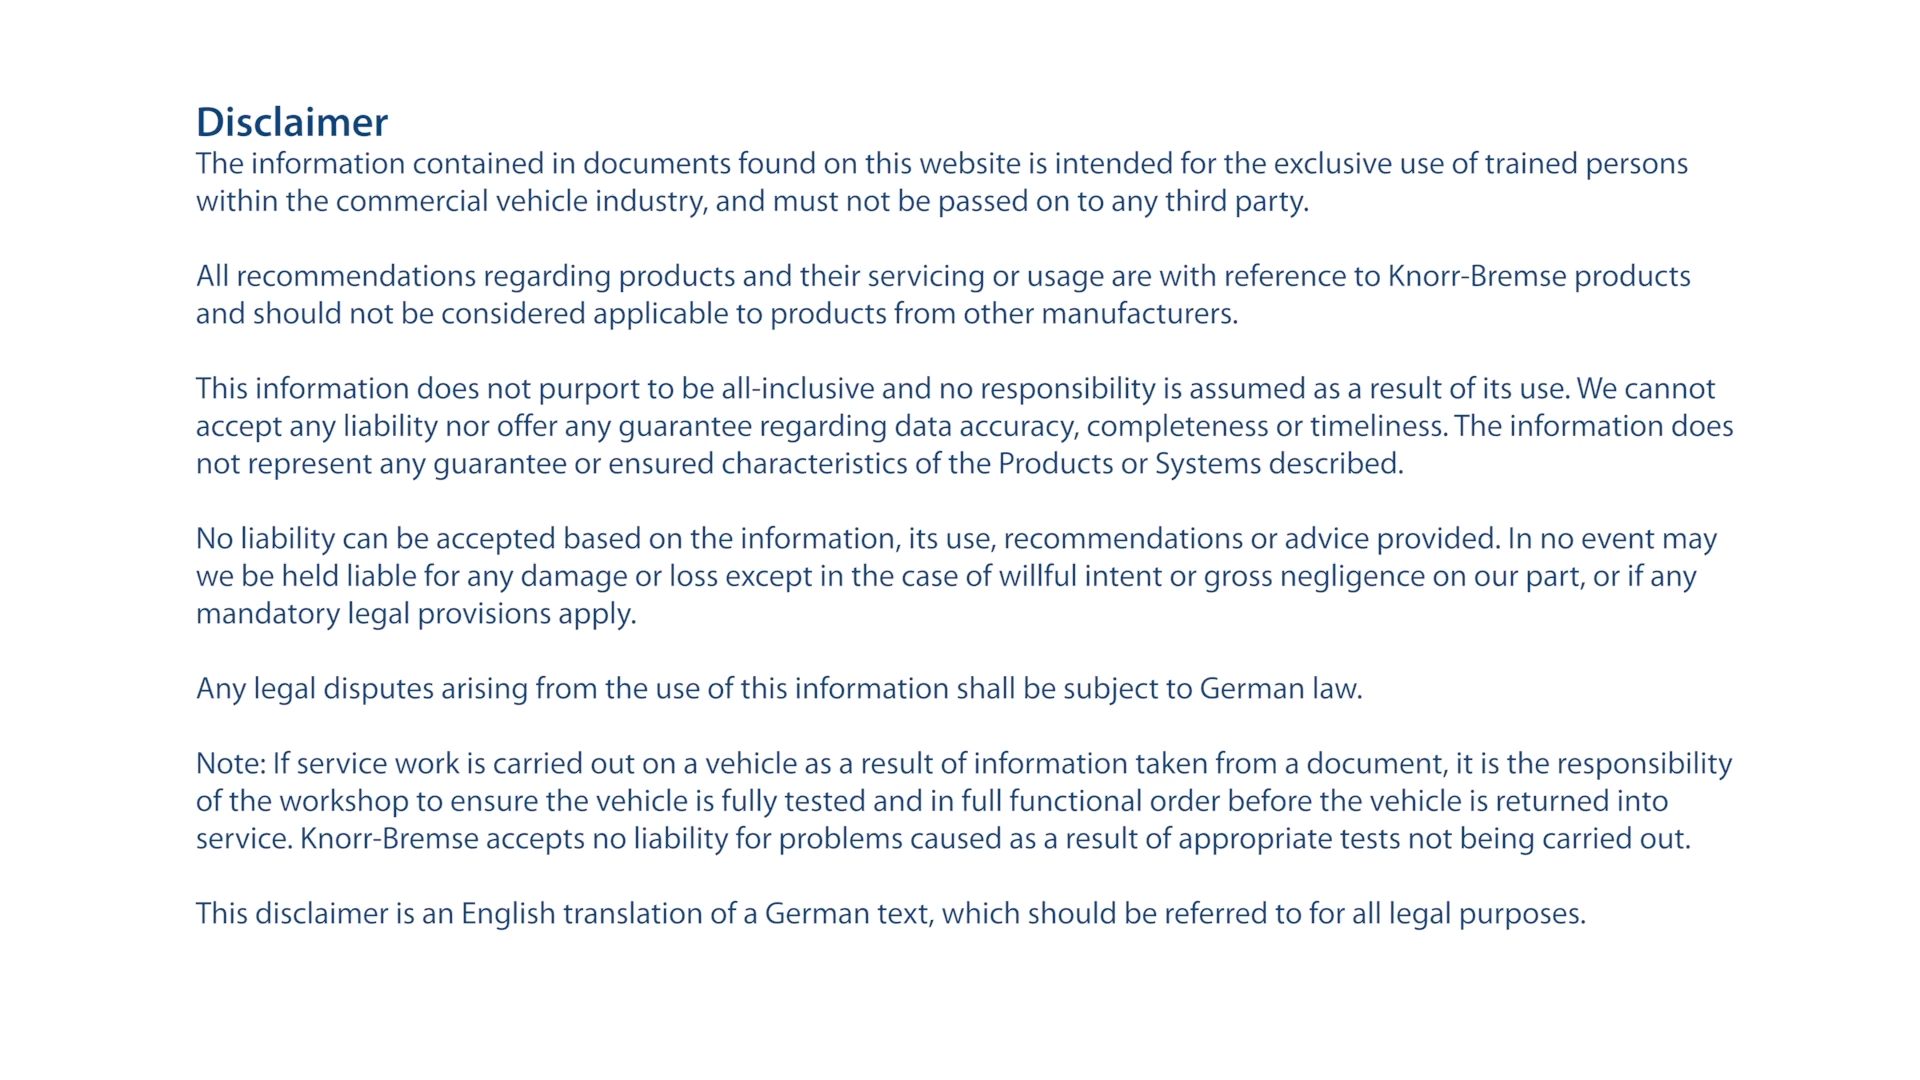 Disclaimer
The information contained in documents found on this website is intended for the exclusive use of trained persons
within the commercial vehicle industry, and must not be passed on to any third party.
All recommendations regarding products and their servicing or usage are with reference to Knorr-Bremse products
and should not be considered applicable to products from other manufacturers.
This information does not purport to be all-inclusive and no responsibility is assumed as a result of its use. We cannot
accept any liability nor offer any guarantee regarding data accuracy, completeness or timeliness. The information does
not represent any guarantee or ensured characteristics of the Products or Systems described.
No liability can be accepted based on the information, its use, recommendations or advice provided. In no event may
we be held liable for any damage or loss except in the case of willful intent or gross negligence on our part, or if any
mandatory legal provisions apply.
Any legal disputes arising from the use of this information shall be subject to German law.
Note: If service work is carried out on a vehicle as a result of information taken from a document, it is the responsibility
of the workshop to ensure the vehicle is fully tested and in full functional order before the vehicle is returned into
service. Knorr-Bremse accepts no liability for problems caused as a result of appropriate tests not being carried out.
This disclaimer is an English translation of a German text, which should be referred to for all legal purposes.